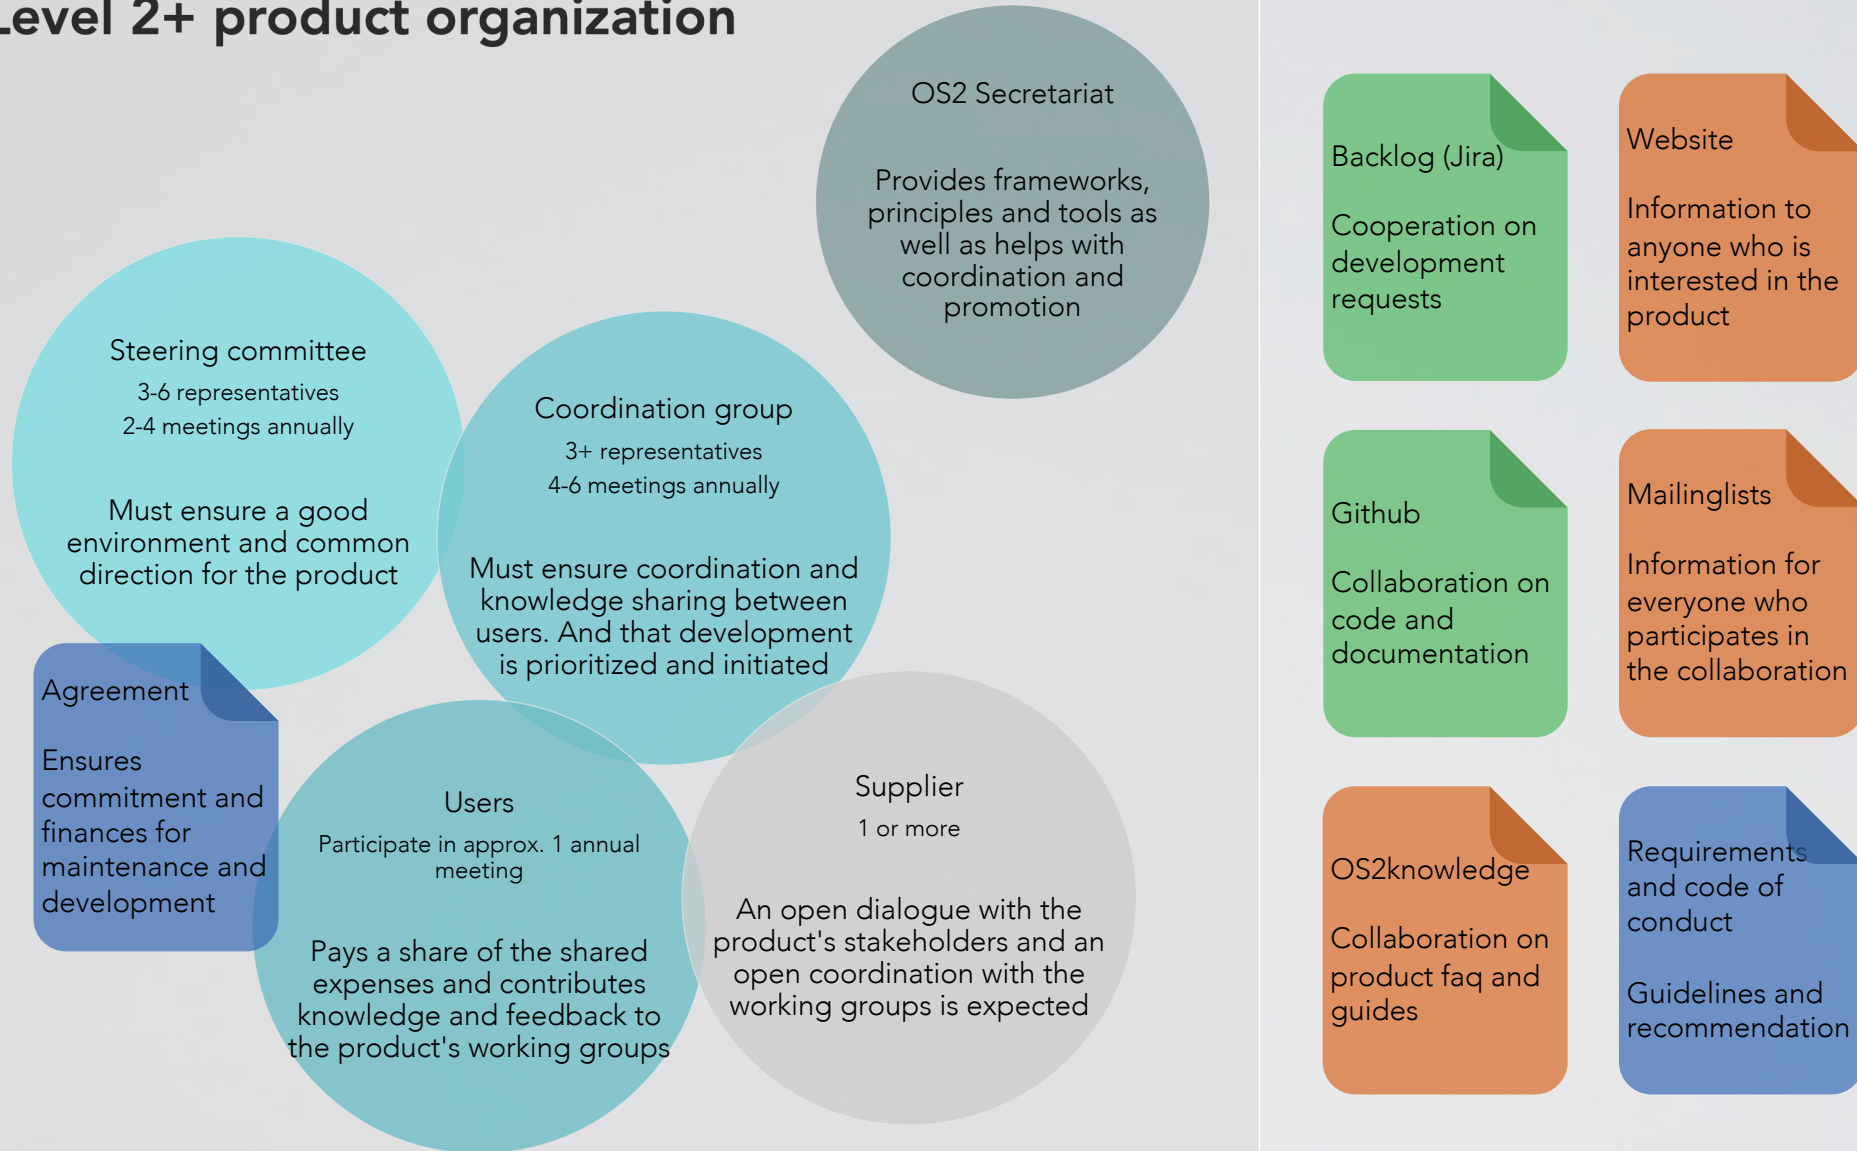 Level 2+ product organization
OS2 Secretariat
Provides frameworks,
principles and tools as
well as helps with
coordination and
promotion
Steering committee
3-6 representatives
2-4 meetings annually
Must ensure a good
environment and common
direction for the product
Coordination group
3+ representatives
4-6 meetings annually
Must ensure coordination and
knowledge sharing between
users. And that development
is prioritized and initiated
Agreement
Ensures
commitment and
finances for
maintenance and
development
Users
Participate in approx. 1 annual
meeting
Pays a share of the shared
expenses and contributes
knowledge and feedback to
the product's working groups
Supplier
1 or more
An open dialogue with the
product's stakeholders and an
open coordination with the
working groups is expected
Backlog (Jira)
Cooperation on
development
requests
Website
Information to
anyone who is
interested in the
product
Github
Collaboration on
code and
documentation
Mailinglists
Information for
everyone who
participates in
the collaboration
OS2knowledge
Collaboration on
product faq and
guides
Requirements
and code of
conduct
Guidelines and
recommendation